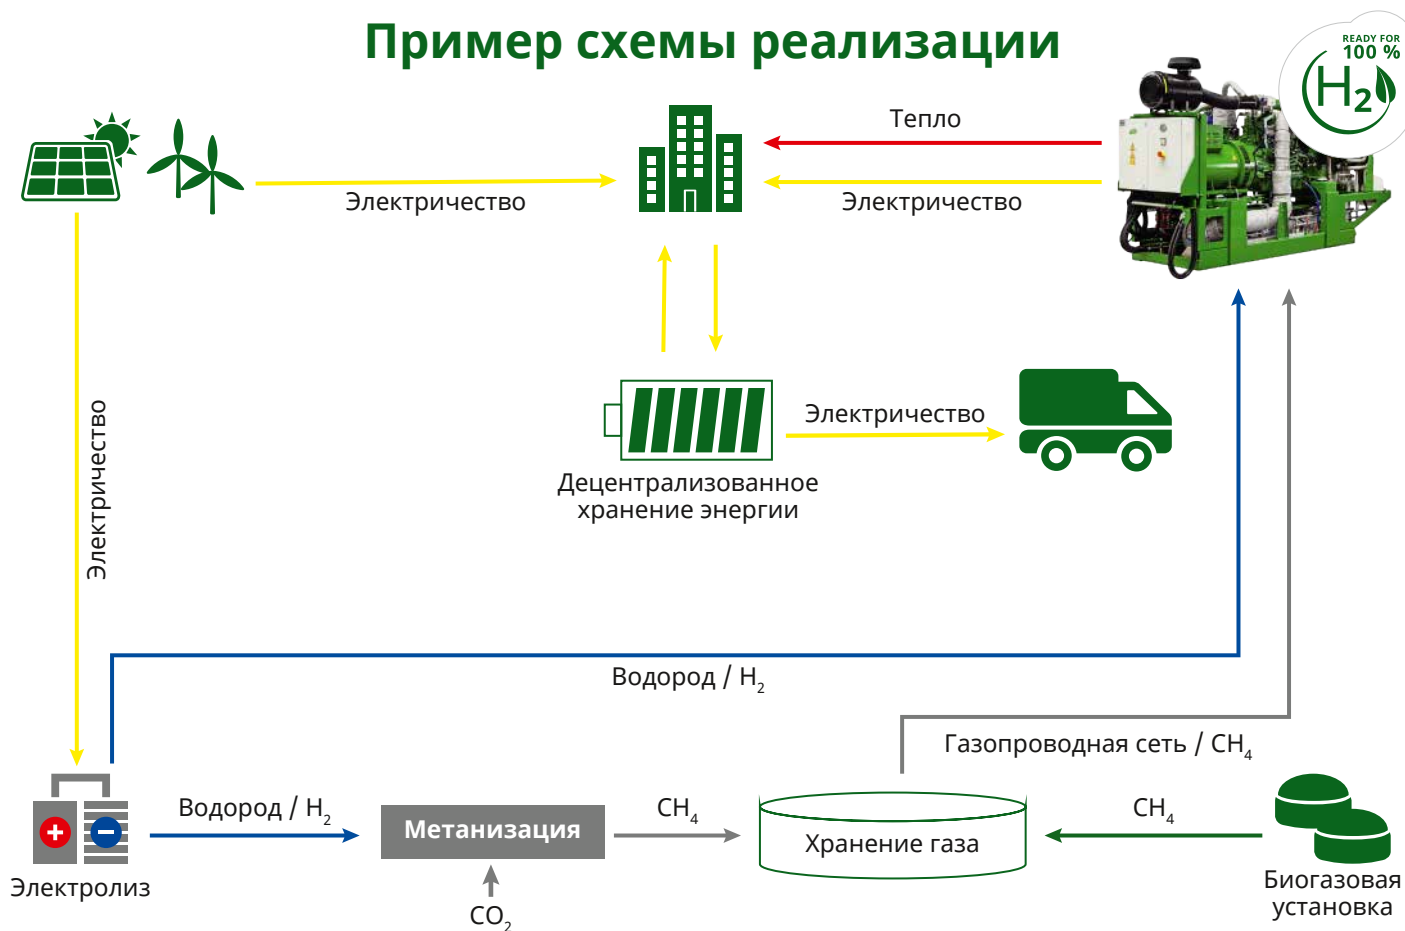 Пример схемы реализации
READY FOR
100 %
H2
Тепло
Электричество
Электричество
Электричество
Децентрализованное
хранение энергии
Электричество
Водород / H₂
Газопроводная сеть / CH₄
Водород / H₂
Метанизация
CH₄
Хранение газа
CH₄
Электролиз
CO₂
Биогазовая
установка